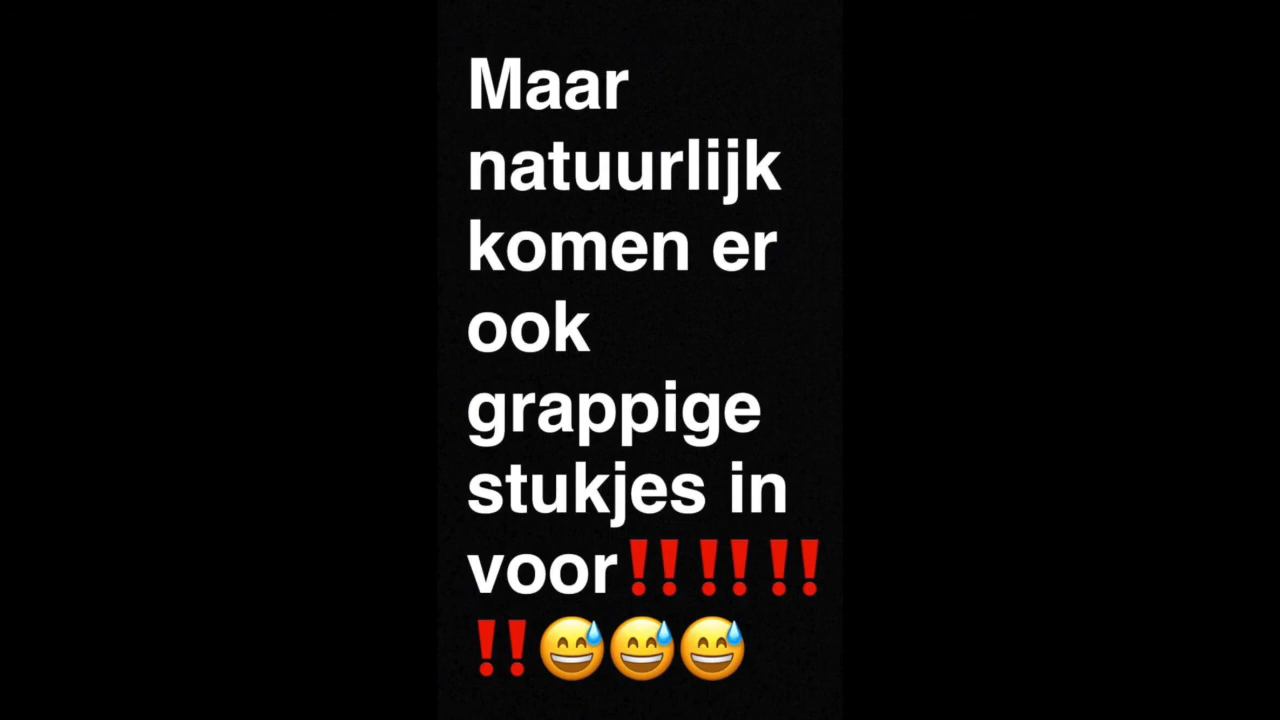 Maar
natuurlijk
komen er
ook
grappige
stukjes in
voor‼️‼️‼️
‼️😅😅😅